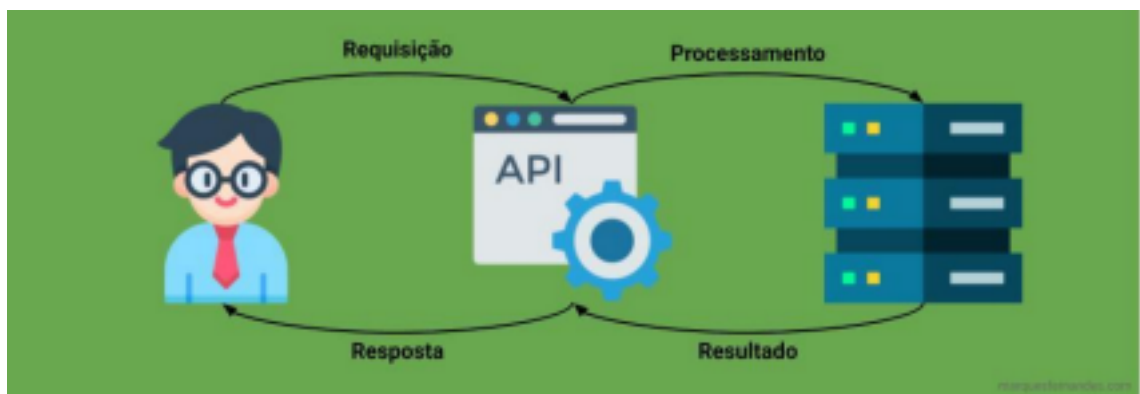 Requisição
Processamento
API
Resposta
Resultado